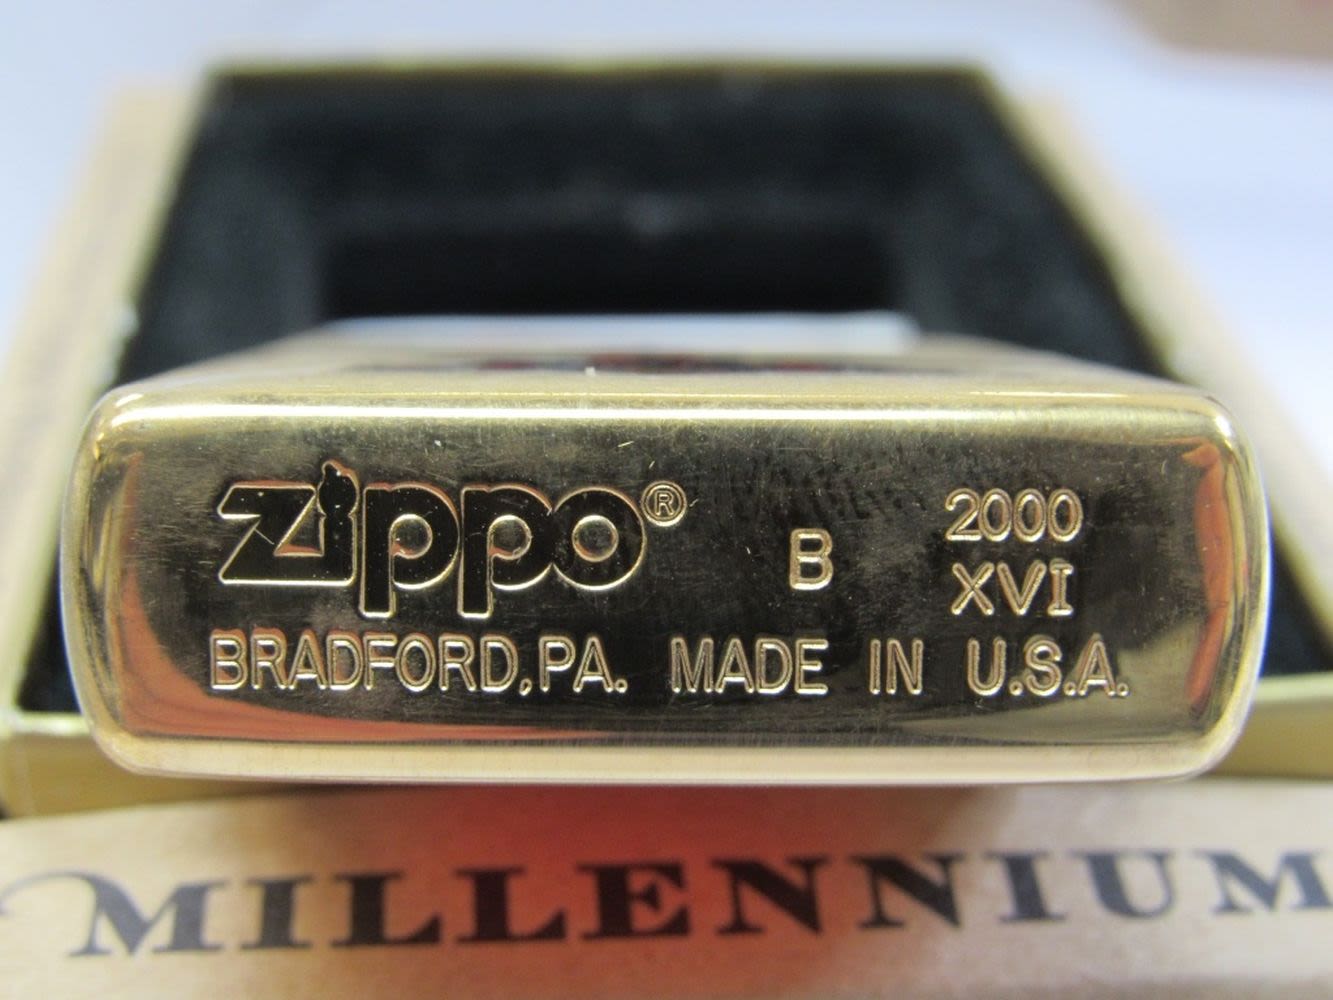 Zippo® B 2000
XVI
BRADFORD,PA. MADE IN U.S.A.
MILLENNIUM